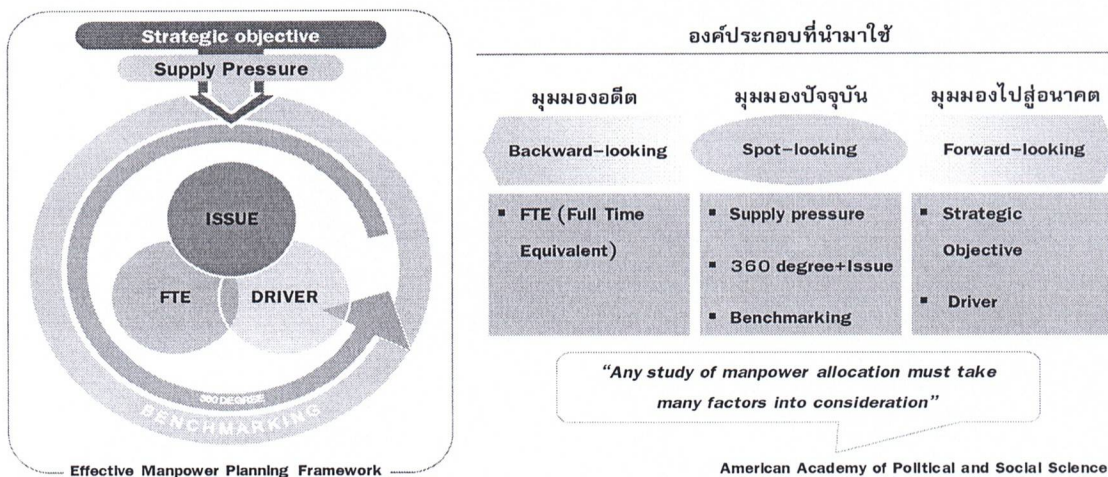 Strategic objective
Supply Pressure
ISSUE
FTE
DRIVER
360 DEGREE
BENCHMARKING
Effective Manpower Planning Framework
องค์ประกอบที่นำมาใช้
มุมมองอดีต
Backward-looking
▪ FTE (Full Time
Equivalent)
มุมมองปัจจุบัน
Spot-looking
▪ Supply pressure
▪ 360 degree+Issue
▪ Benchmarking
มุมมองไปสู่อนาคต
Forward-looking
▪ Strategic
Objective
▪ Driver
“Any study of manpower allocation must take
many factors into consideration”
American Academy of Political and Social Science